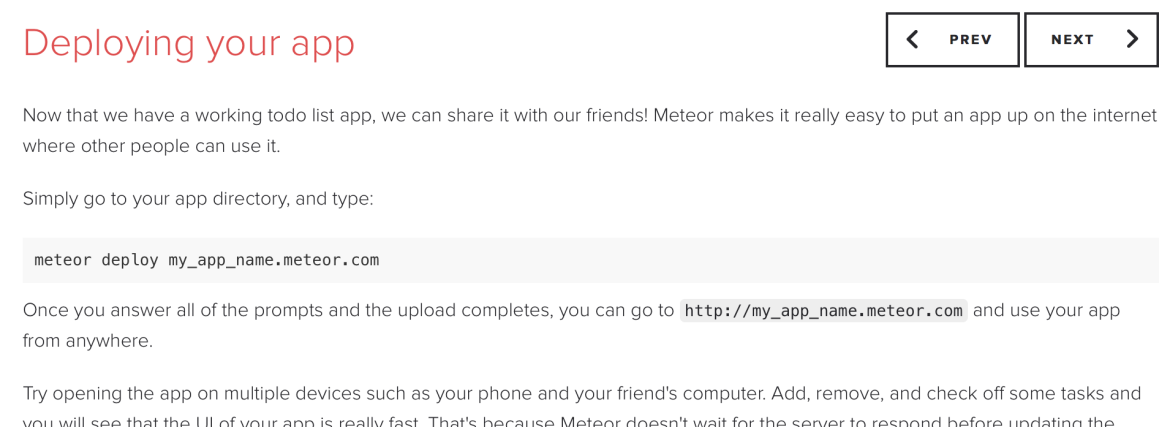 Deploying your app
PREV
NEXT
Now that we have a working todo list app, we can share it with our friends! Meteor makes it really easy to put an app up on the internet
where other people can use it.
Simply go to your app directory, and type:
meteor deploy my_app_name.meteor.com
Once you answer all of the prompts and the upload completes, you can go to http://my_app_name.meteor.com and use your app
from anywhere.
Try opening the app on multiple devices such as your phone and your friend's computer. Add, remove, and check off some tasks and
you will see that the UI of your app is really fast. That's because Meteor doesn't wait for the server to respond before updating the